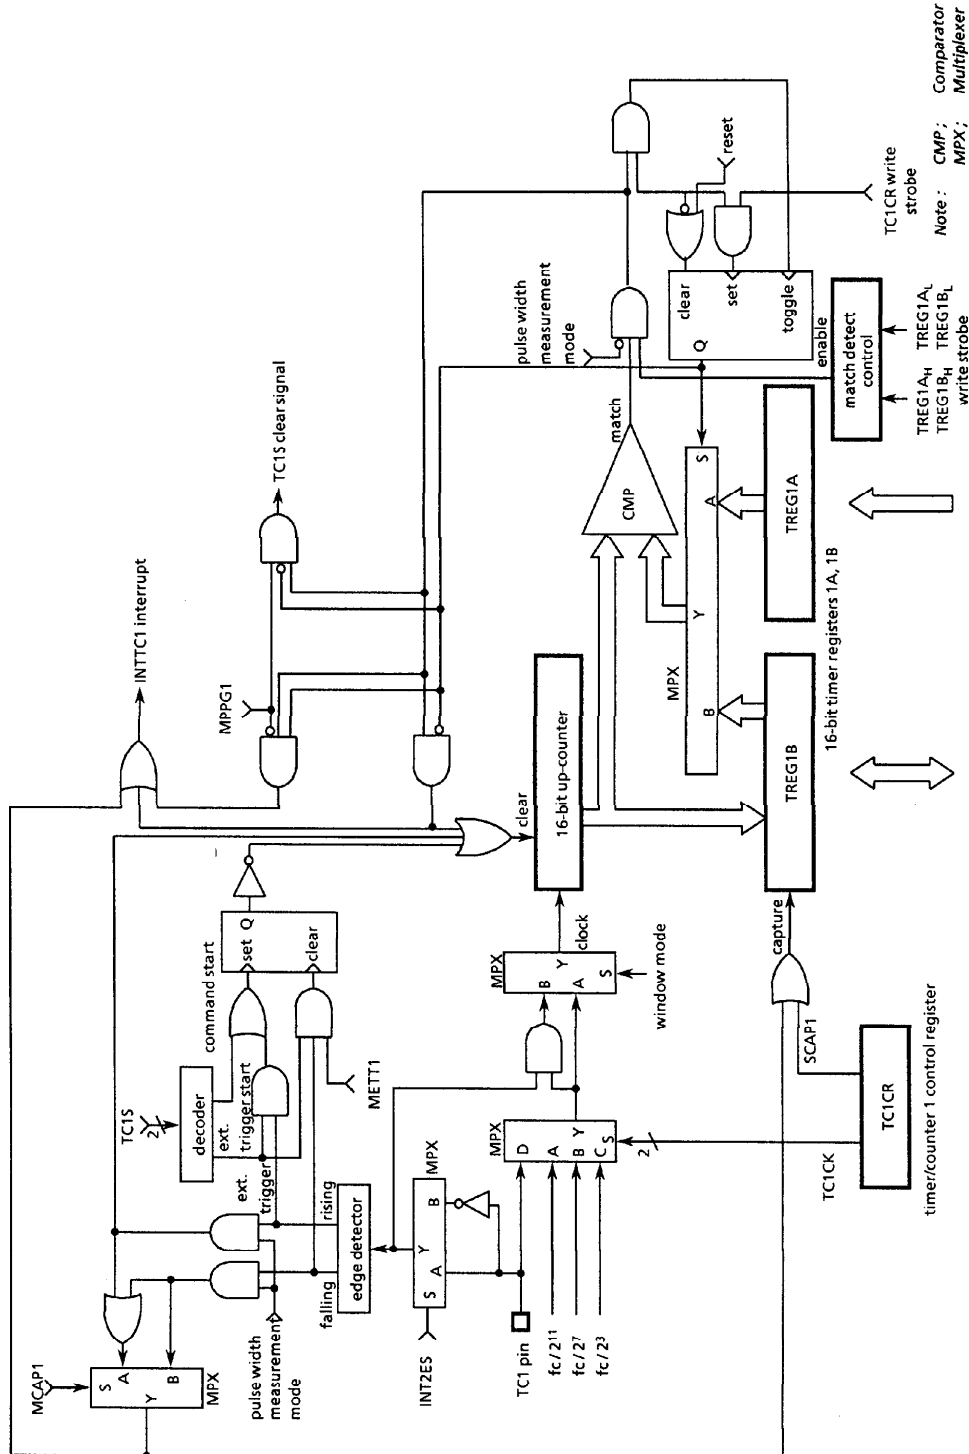 MCAP1
S
A
B
Y
MPX
pulse width
measurement
mode
TC1S
2
decoder
ext.
trigger start
command start
ext.
trigger
rising
falling
edge detector
set Q
clear
METT1
INT2ES
S A Y B
MPX
TC1 pin
fc / 2¹¹
fc / 2⁷
fc / 2³
MPX
D
A
B Y
C S
2
TC1CK
MPX
B
Y
A
S
clock
window mode
16-bit up-counter
clear
INTTC1 interrupt
TC1S clear signal
MPPG1
pulse width
measurement
mode
CMP
match
MPX
B
Y
A
S
TREG1B
TREG1A
16-bit timer registers 1A, 1B
capture
SCAP1
TC1CR
timer/counter 1 control register
Q
clear
set
toggle
enable
reset
TC1CR write
strobe
match detect
control
TREG1AH TREG1AL
TREG1BH TREG1BL
write strobe
Note : CMP ; Comparator
MPX ; Multiplexer